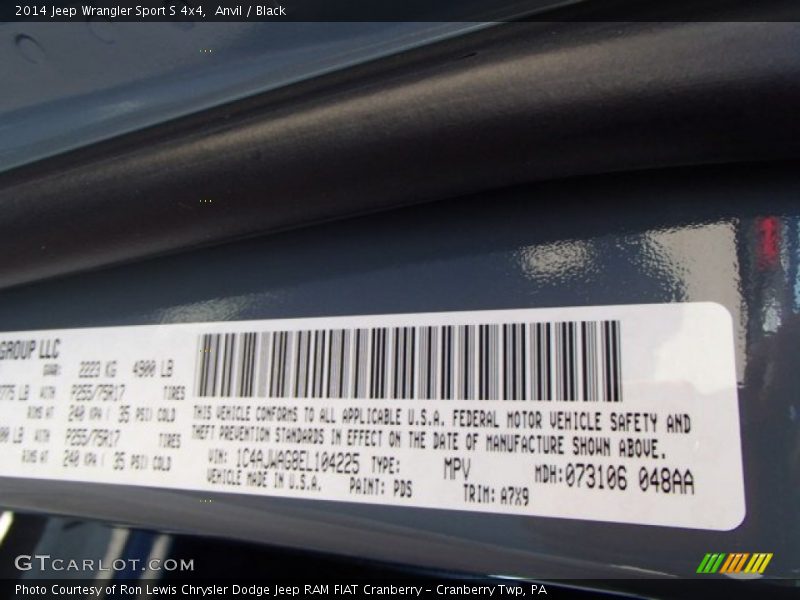 2014 Jeep Wrangler Sport S 4x4,  Anvil / Black
GROUP LLC
GVWR: 2223 KG 4900 LB
775 LB WITH P255/75R17 TIRES
RIMS AT 240 KPA ( 35 PSI) COLD
00 LB WITH P255/75R17 TIRES
RIMS AT 240 KPA ( 35 PSI) COLD
THIS VEHICLE CONFORMS TO ALL APPLICABLE U.S.A. FEDERAL MOTOR VEHICLE SAFETY AND
THEFT PREVENTION STANDARDS IN EFFECT ON THE DATE OF MANUFACTURE SHOWN ABOVE.
VIN: 1C4AJWAG8EL104225 TYPE: MPV MDH:073106 048AA
VEHICLE MADE IN U.S.A. PAINT: PDS TRIM: A7X9
GTCARLOT.COM
Photo Courtesy of Ron Lewis Chrysler Dodge Jeep RAM FIAT Cranberry – Cranberry Twp, PA